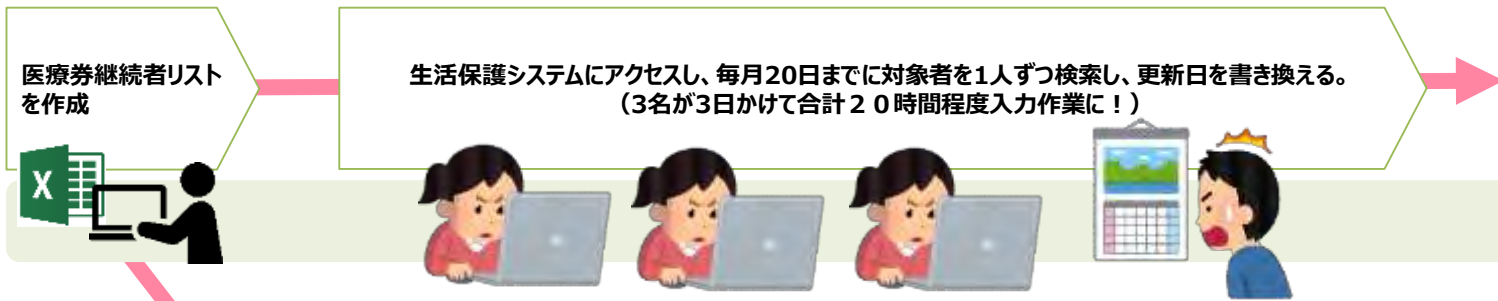 医療券継続者リスト
を作成
生活保護システムにアクセスし、毎月20日までに対象者を1人ずつ検索し、更新日を書き換える。
（3名が3日かけて合計２０時間程度入力作業に！）
X